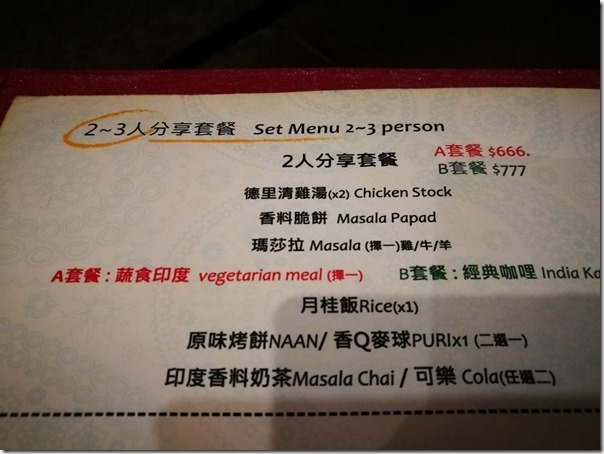 2~3人分享套餐 Set Menu 2~3 person
2人分享套餐 A套餐 $666.
B套餐 $777
德里清雞湯(x2) Chicken Stock
香料脆餅 Masala Papad
瑪莎拉 Masala (擇一)雞/牛/羊
A套餐:蔬食印度 vegetarian meal (擇一) B套餐:經典咖哩 India Ka
月桂飯Rice(x1)
原味烤餅NAAN/ 香Q麥球PURIx1 (二選一)
印度香料奶茶Masala Chai / 可樂 Cola(任選二)